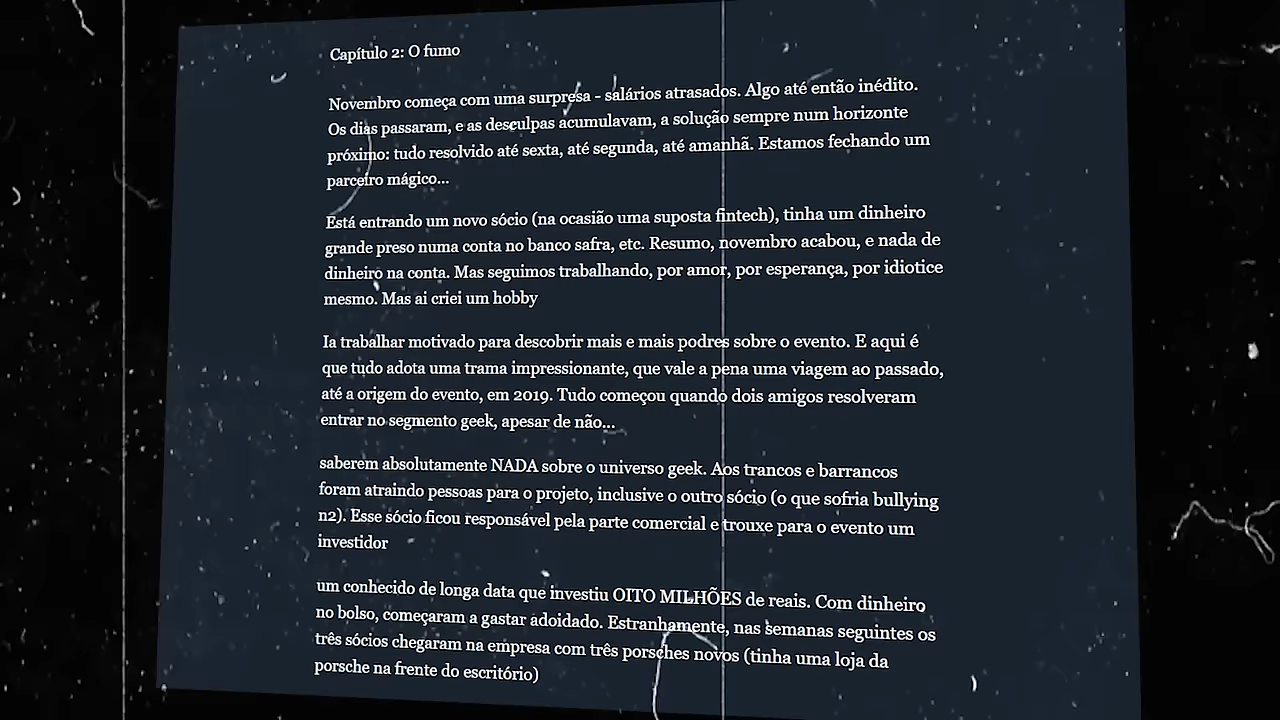 Capítulo 2: O fumo
Novembro começa com uma surpresa - salários atrasados. Algo até então inédito.
Os dias passaram, e as desculpas acumulavam, a solução sempre num horizonte
próximo: tudo resolvido até sexta, até segunda, até amanhã. Estamos fechando um
parceiro mágico...
Está entrando um novo sócio (na ocasião uma suposta fintech), tinha um dinheiro
grande preso numa conta no banco safra, etc. Resumo, novembro acabou, e nada de
dinheiro na conta. Mas seguimos trabalhando, por amor, por esperança, por idiotice
mesmo. Mas ai criei um hobby
Ia trabalhar motivado para descobrir mais e mais podres sobre o evento. E aqui é
que tudo adota uma trama impressionante, que vale a pena uma viagem ao passado,
até a origem do evento, em 2019. Tudo começou quando dois amigos resolveram
entrar no segmento geek, apesar de não...
saberem absolutamente NADA sobre o universo geek. Aos trancos e barrancos
foram atraindo pessoas para o projeto, inclusive o outro sócio (o que sofria bullying
n2). Esse sócio ficou responsável pela parte comercial e trouxe para o evento um
investidor
um conhecido de longa data que investiu OITO MILHÕES de reais. Com dinheiro
no bolso, começaram a gastar adoidado. Estranhamente, nas semanas seguintes os
três sócios chegaram na empresa com três porsches novos (tinha uma loja da
porsche na frente do escritório)